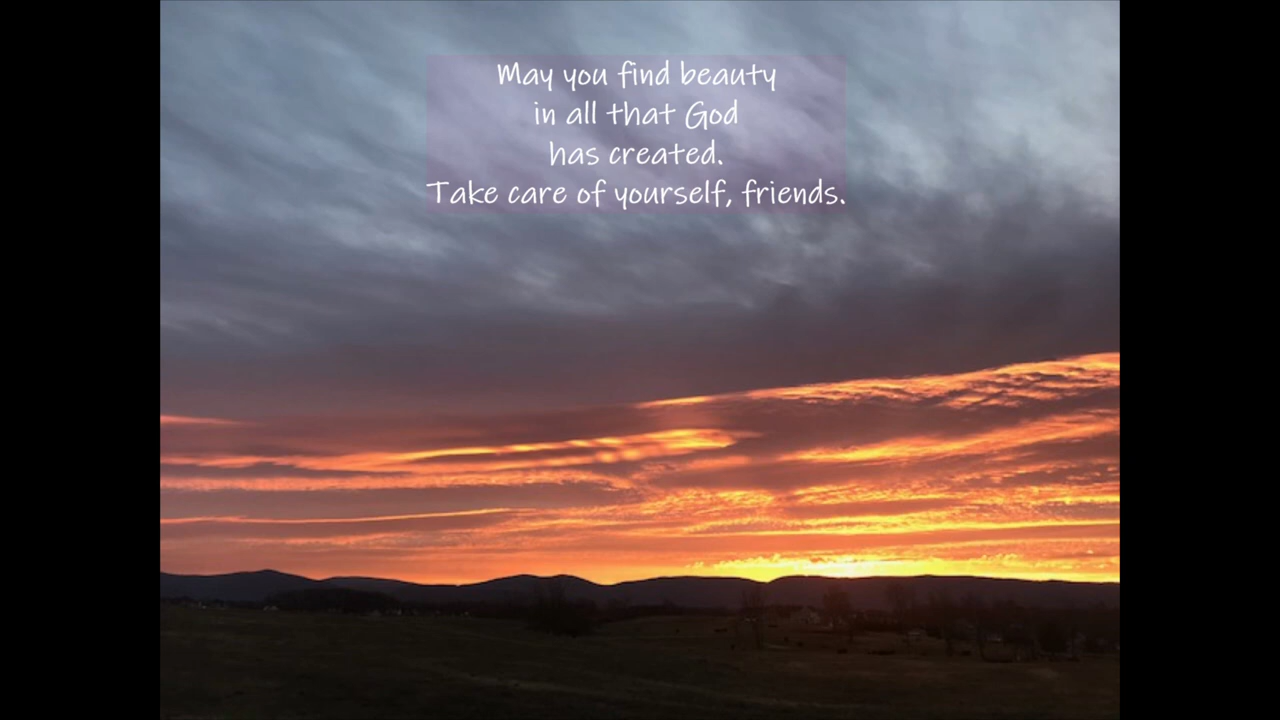 May you find beauty
in all that God
has created.
Take care of yourself, friends.